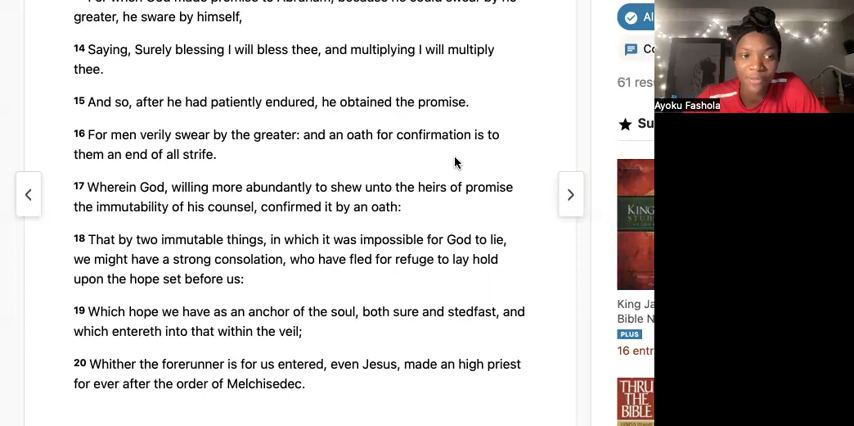 greater, he sware by himself,
14 Saying, Surely blessing I will bless thee, and multiplying I will multiply
thee.
15 And so, after he had patiently endured, he obtained the promise.
16 For men verily swear by the greater: and an oath for confirmation is to
them an end of all strife.
17 Wherein God, willing more abundantly to shew unto the heirs of promise
the immutability of his counsel, confirmed it by an oath:
18 That by two immutable things, in which it was impossible for God to lie,
we might have a strong consolation, who have fled for refuge to lay hold
upon the hope set before us:
19 Which hope we have as an anchor of the soul, both sure and stedfast, and
which entereth into that within the veil;
20 Whither the forerunner is for us entered, even Jesus, made an high priest
for ever after the order of Melchisedec.
Al
Co
61 res
Su
Ayoku Fashola
KING
STUD
King Ja
Bible N
PLUS
16 entr
THRU
THE
BIBLE